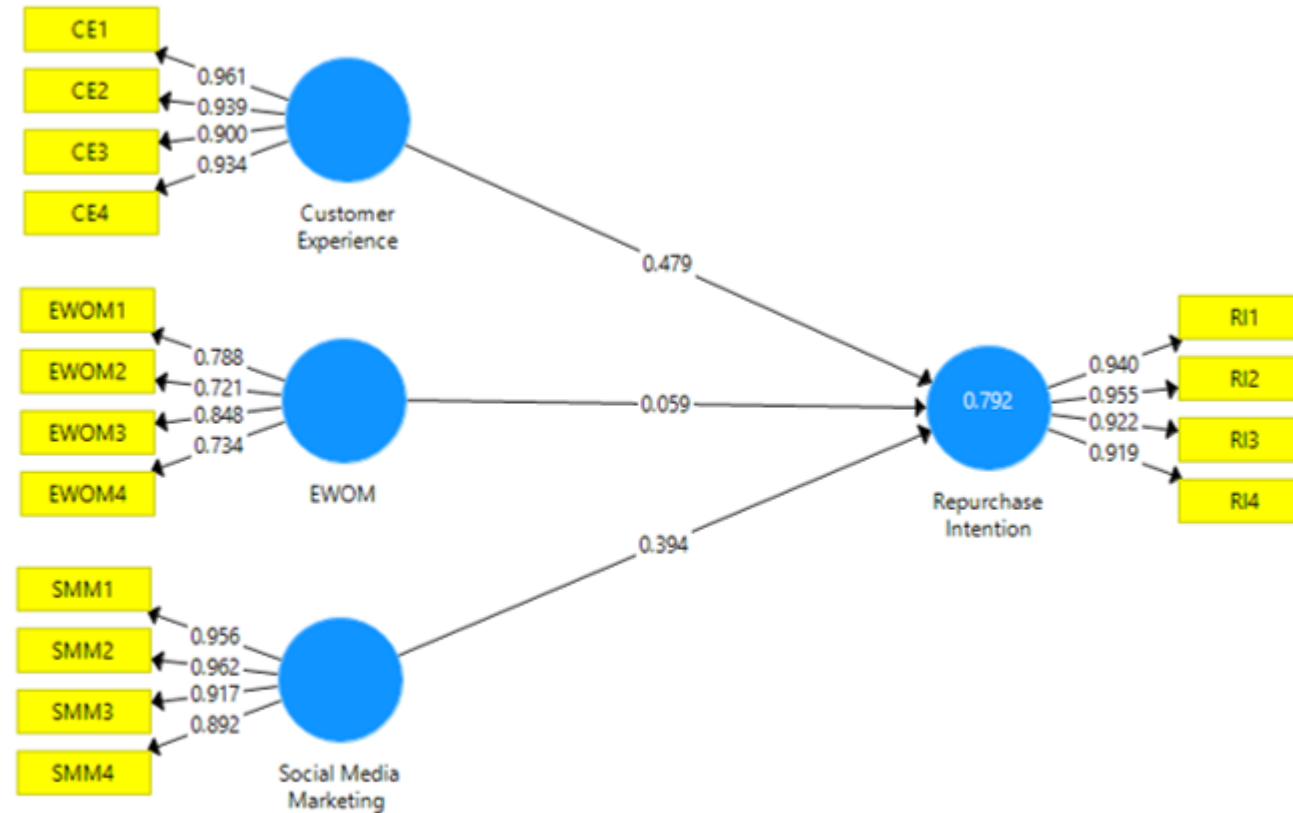 CE1
0.961
CE2
0.939
CE3
0.900
0.934
CE4
Customer
Experience
0.479
EWOM1
0.788
EWOM2
0.721
EWOM3
0.848
0.734
EWOM4
EWOM
0.059
SMM1
0.956
SMM2
0.962
SMM3
0.917
0.892
SMM4
Social Media
Marketing
0.394
0.792
Repurchase
Intention
RI1
0.940
RI2
0.955
RI3
0.922
0.919
RI4